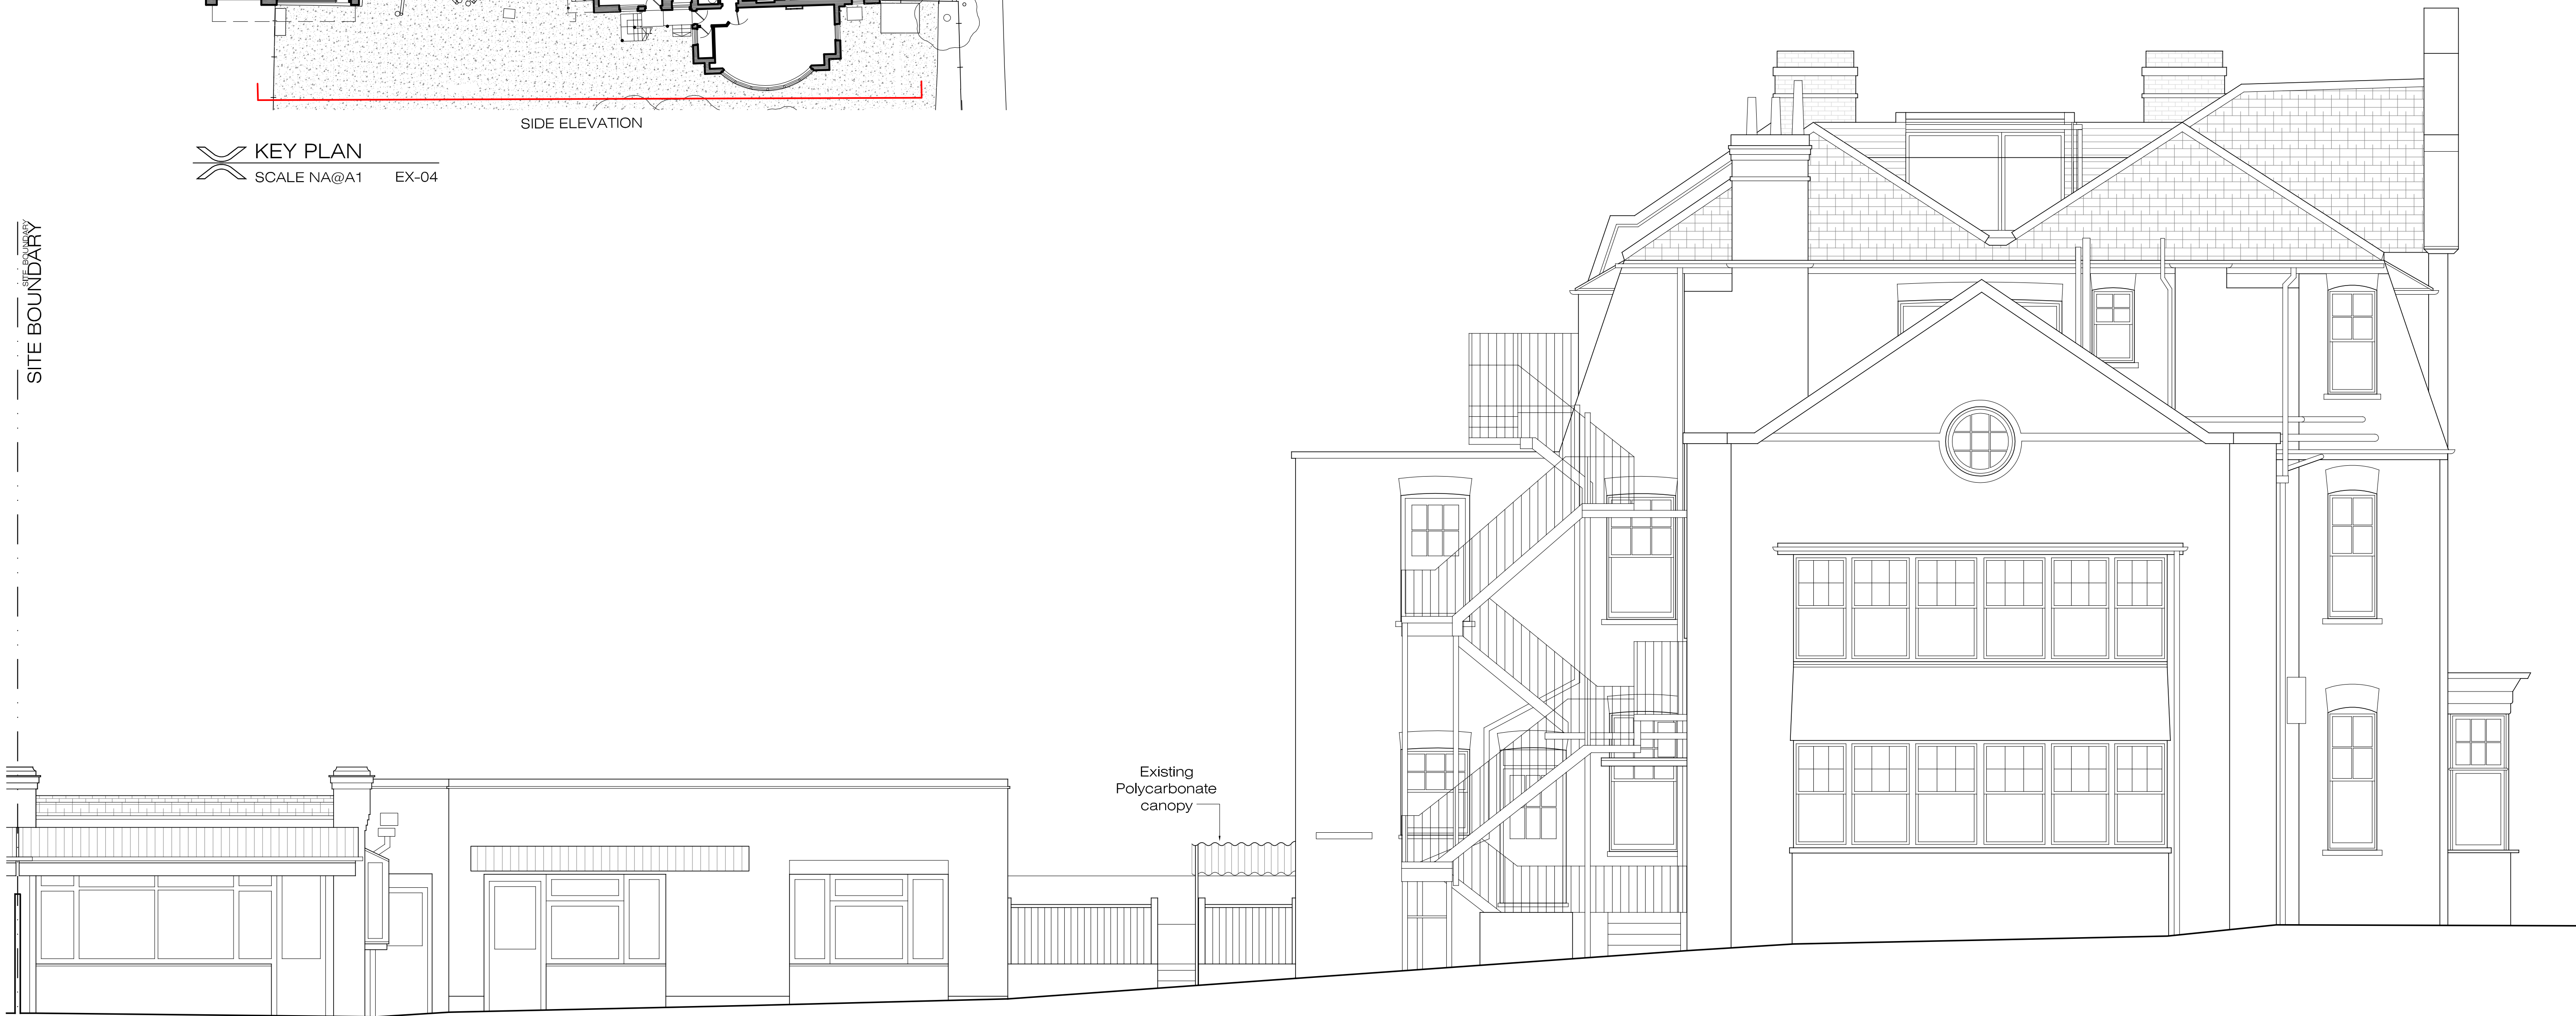 SIDE ELEVATION
KEY PLAN
SCALE NA@A1 EX-04
SITE BOUNDARY
SITE BOUNDARY
Existing
Polycarbonate
canopy